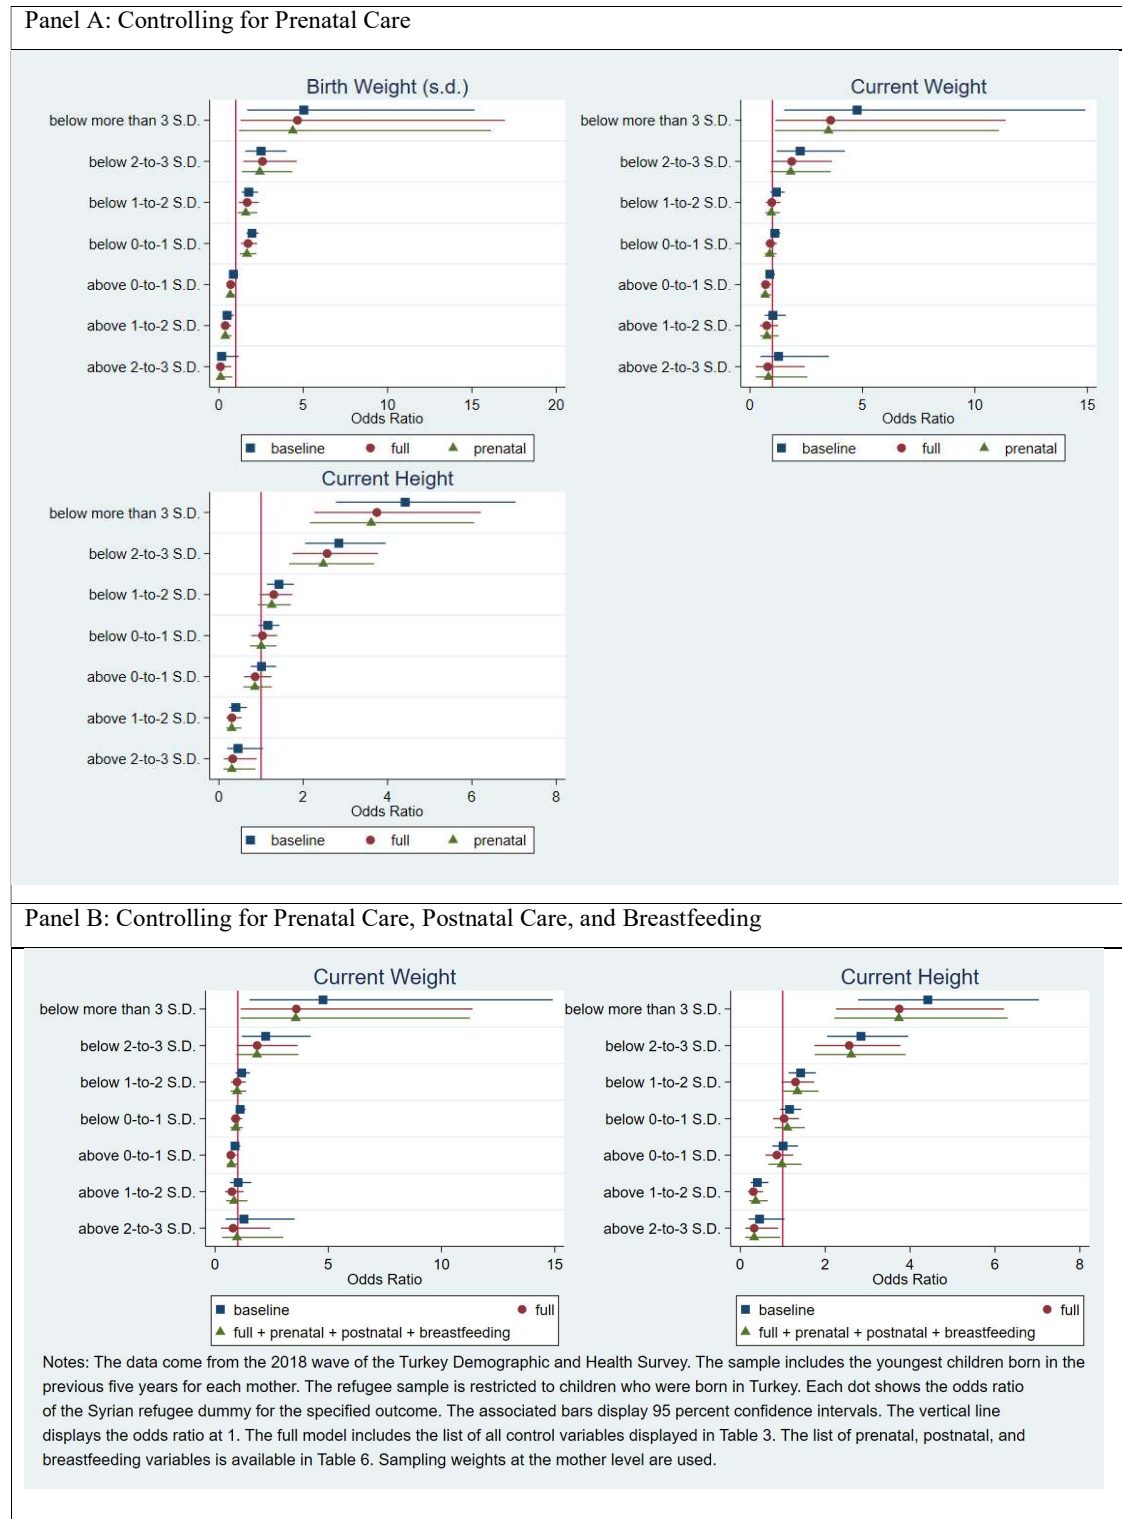 Panel A: Controlling for Prenatal Care
Birth Weight (s.d.)
below more than 3 S.D.
below 2-to-3 S.D.
below 1-to-2 S.D.
below 0-to-1 S.D.
above 0-to-1 S.D.
above 1-to-2 S.D.
above 2-to-3 S.D.
0 5 10 15 20
Odds Ratio
baseline full prenatal
Current Weight
below more than 3 S.D.
below 2-to-3 S.D.
below 1-to-2 S.D.
below 0-to-1 S.D.
above 0-to-1 S.D.
above 1-to-2 S.D.
above 2-to-3 S.D.
0 5 10 15
Odds Ratio
baseline full prenatal
Current Height
below more than 3 S.D.
below 2-to-3 S.D.
below 1-to-2 S.D.
below 0-to-1 S.D.
above 0-to-1 S.D.
above 1-to-2 S.D.
above 2-to-3 S.D.
0 2 4 6 8
Odds Ratio
baseline full prenatal
Panel B: Controlling for Prenatal Care, Postnatal Care, and Breastfeeding
Current Weight
below more than 3 S.D.
below 2-to-3 S.D.
below 1-to-2 S.D.
below 0-to-1 S.D.
above 0-to-1 S.D.
above 1-to-2 S.D.
above 2-to-3 S.D.
0 5 10 15
Odds Ratio
baseline full
full + prenatal + postnatal + breastfeeding
Current Height
below more than 3 S.D.
below 2-to-3 S.D.
below 1-to-2 S.D.
below 0-to-1 S.D.
above 0-to-1 S.D.
above 1-to-2 S.D.
above 2-to-3 S.D.
0 2 4 6 8
Odds Ratio
baseline full
full + prenatal + postnatal + breastfeeding
Notes: The data come from the 2018 wave of the Turkey Demographic and Health Survey. The sample includes the youngest children born in the
previous five years for each mother. The refugee sample is restricted to children who were born in Turkey. Each dot shows the odds ratio
of the Syrian refugee dummy for the specified outcome. The associated bars display 95 percent confidence intervals. The vertical line
displays the odds ratio at 1. The full model includes the list of all control variables displayed in Table 3. The list of prenatal, postnatal, and
breastfeeding variables is available in Table 6. Sampling weights at the mother level are used.